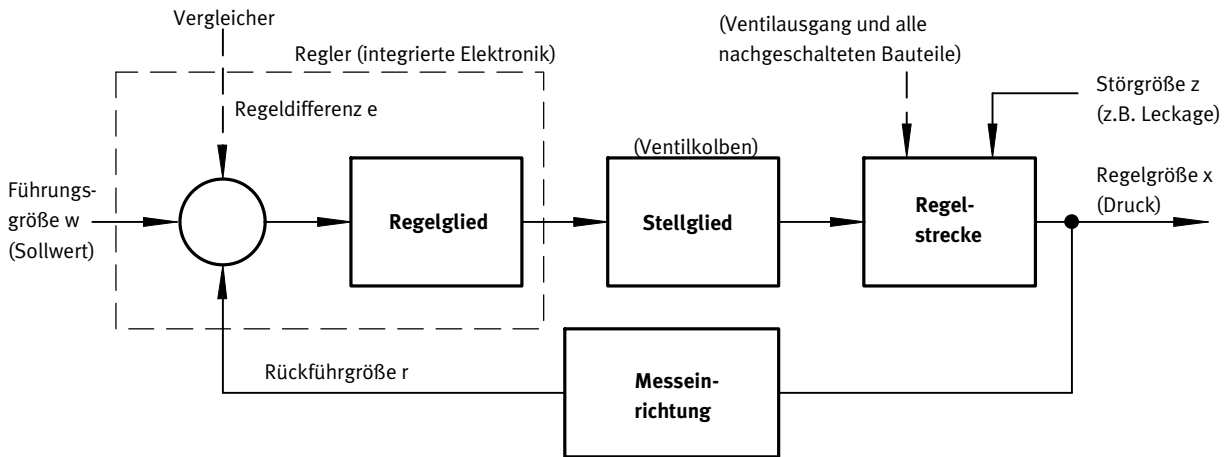 Vergleicher
Regler (integrierte Elektronik)
(Ventilausgang und alle
nachgeschalteten Bauteile)
Störgröße z
(z.B. Leckage)
Regeldifferenz e
(Ventilkolben)
Führungs-
größe w
(Sollwert)
Regelglied
Stellglied
Regel-
strecke
Regelgröße x
(Druck)
Rückführgröße r
Messein-
richtung